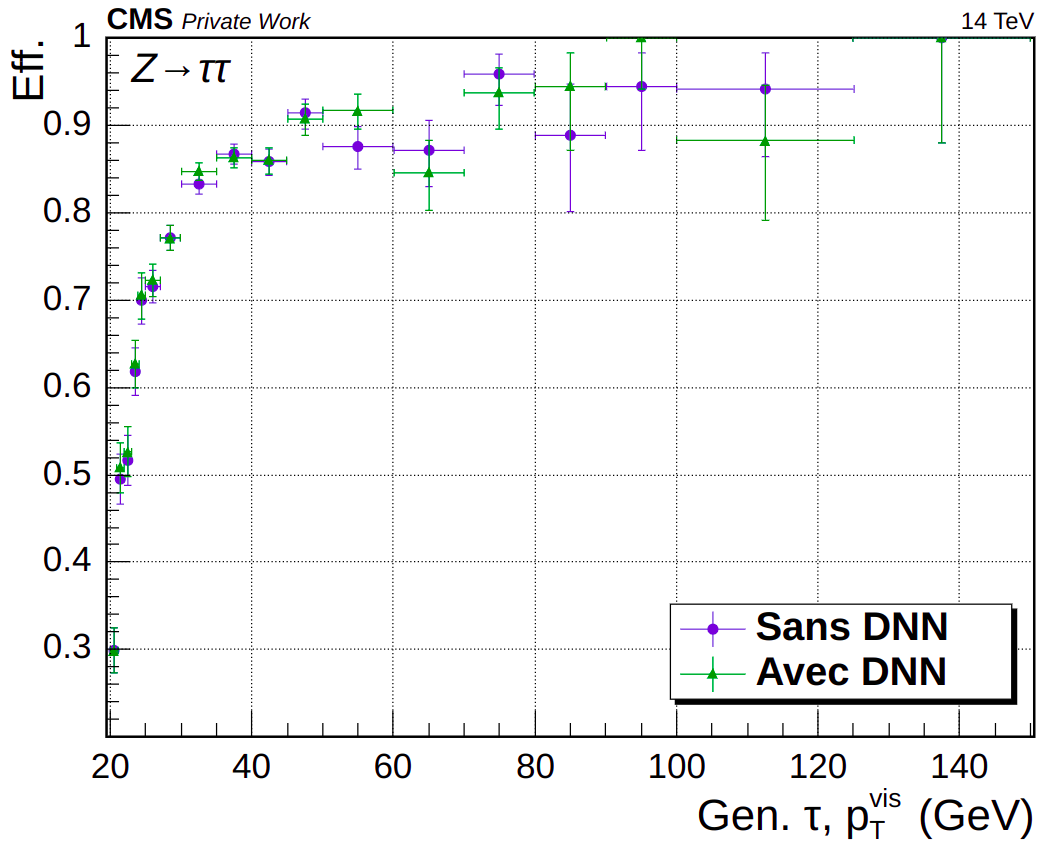 CMS Private Work 14 TeV
Eff.
Z→ττ
1
0.9
0.8
0.7
0.6
0.5
0.4
0.3
Sans DNN
Avec DNN
20 40 60 80 100 120 140
Gen. τ, p_T^vis (GeV)